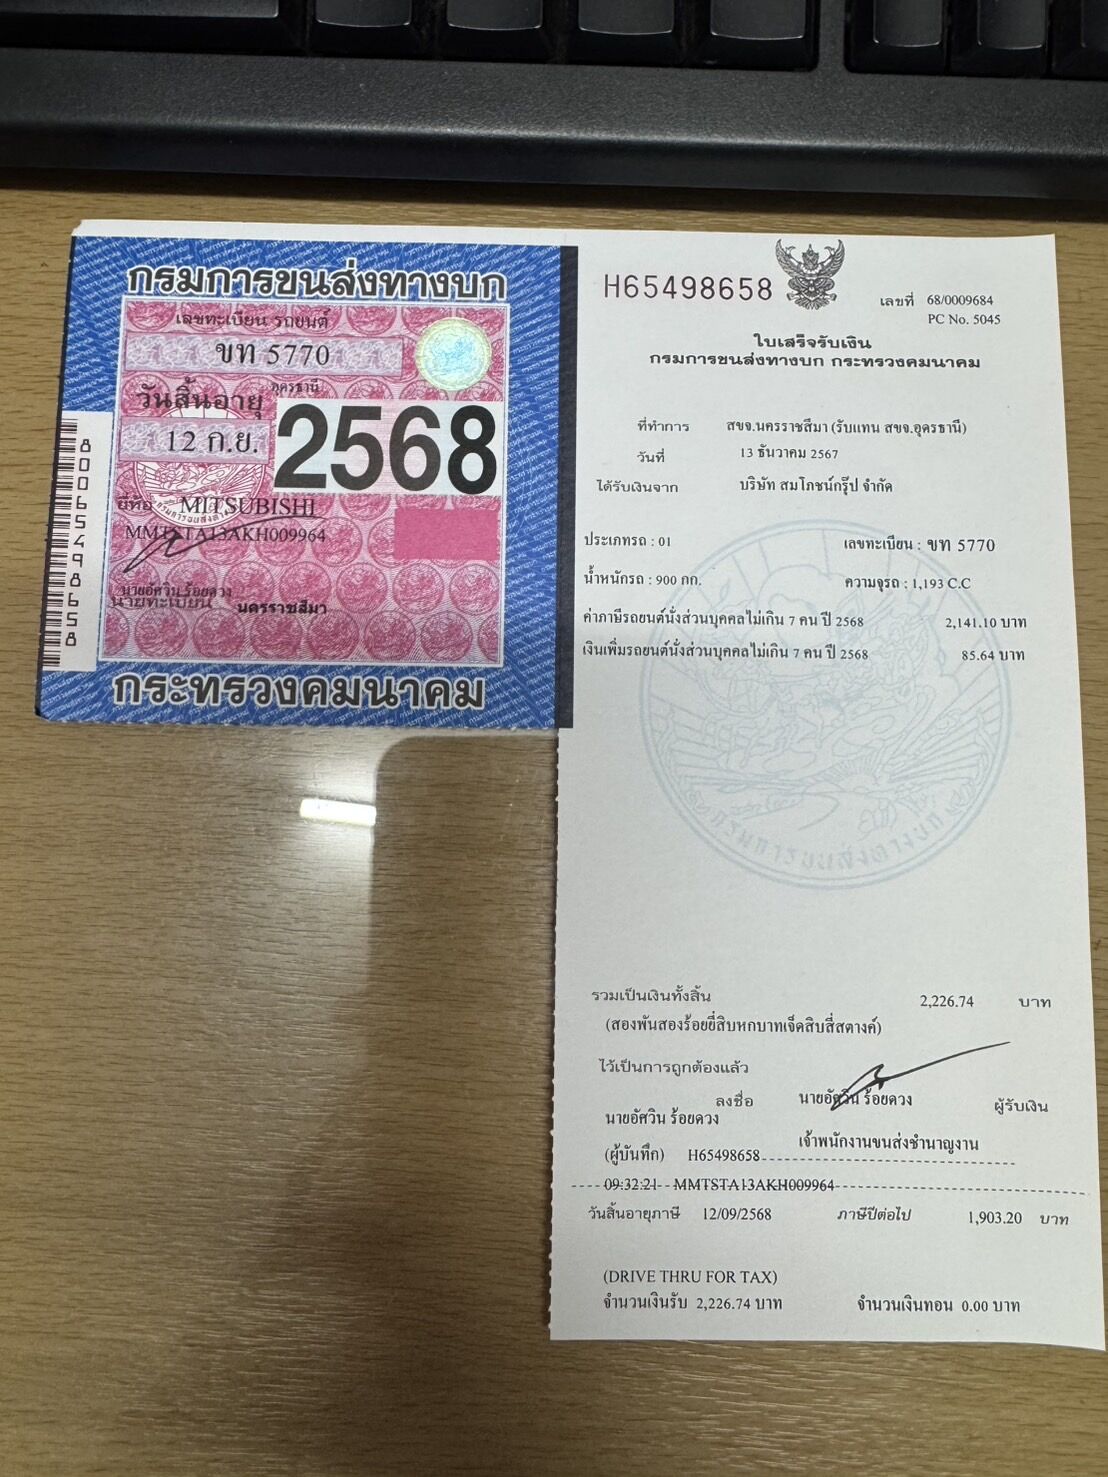 กรมการขนส่งทางบก
เลขทะเบียน รถยนต์
ขท 5770
อุดรธานี
วันสิ้นอายุ
12 ก.ย.
2568
ยี่ห้อ MITSUBISHI
MMTSTA13AKH009964
นายอัศวิน ร้อยดวง
นายทะเบียน นครราชสีมา
กระทรวงคมนาคม
80065498658
H65498658
เลขที่ 68/0009684
PC No. 5045
ใบเสร็จรับเงิน
กรมการขนส่งทางบก กระทรวงคมนาคม
ที่ทำการ สขจ.นครราชสีมา (รับแทน สขจ.อุดรธานี)
วันที่ 13 ธันวาคม 2567
ได้รับเงินจาก บริษัท สมโภชน์กรุ๊ป จำกัด
ประเภทรถ : 01 เลขทะเบียน : ขท 5770
น้ำหนักรถ : 900 กก. ความจุรถ : 1,193 C.C
ค่าภาษีรถยนต์นั่งส่วนบุคคลไม่เกิน 7 คน ปี 2568 2,141.10 บาท
เงินเพิ่มรถยนต์นั่งส่วนบุคคลไม่เกิน 7 คน ปี 2568 85.64 บาท
กรมการขนส่งทางบก
รวมเป็นเงินทั้งสิ้น 2,226.74 บาท
(สองพันสองร้อยยี่สิบหกบาทเจ็ดสิบสี่สตางค์)
ไว้เป็นการถูกต้องแล้ว
ลงชื่อ นายอัศวิน ร้อยดวง ผู้รับเงิน
นายอัศวิน ร้อยดวง
เจ้าพนักงานขนส่งชำนาญงาน
(ผู้บันทึก) H65498658
09:32:21 MMTSTA13AKH009964
วันสิ้นอายุภาษี 12/09/2568 ภาษีปีต่อไป 1,903.20 บาท
(DRIVE THRU FOR TAX)
จำนวนเงินรับ 2,226.74 บาท จำนวนเงินทอน 0.00 บาท